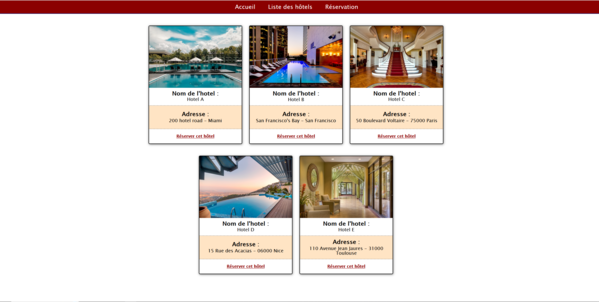 Accueil Liste des hôtels Réservation
Nom de l'hotel : Nom de l'hotel : Nom de l'hotel :
Hotel A Hotel B Hotel C
Adresse : Adresse : Adresse :
200 hotel road - Miami San Francisco's Bay - San Francisco 50 Boulevard Voltaire - 75000 Paris
Réserver cet hôtel Réserver cet hôtel Réserver cet hôtel
Nom de l'hotel : Nom de l'hotel :
Hotel D Hotel E
Adresse : Adresse :
15 Rue des Acacias - 06000 Nice 110 Avenue Jean Jaures - 31000
Toulouse
Réserver cet hôtel Réserver cet hôtel